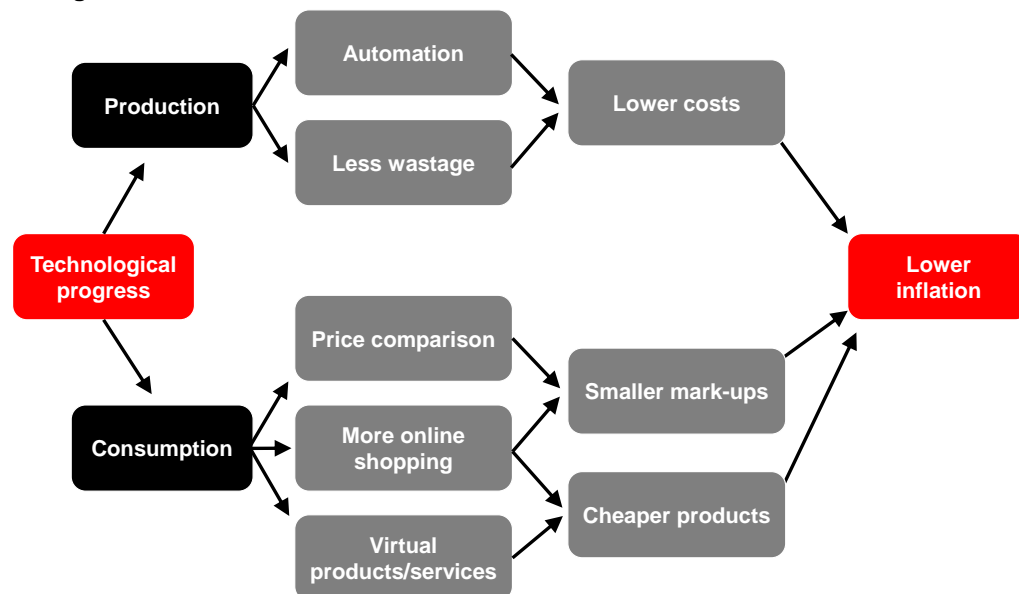 Automation
Production
Lower costs
Less wastage
Technological
progress
Lower
inflation
Price comparison
Smaller mark-ups
Consumption
More online
shopping
Cheaper products
Virtual
products/services